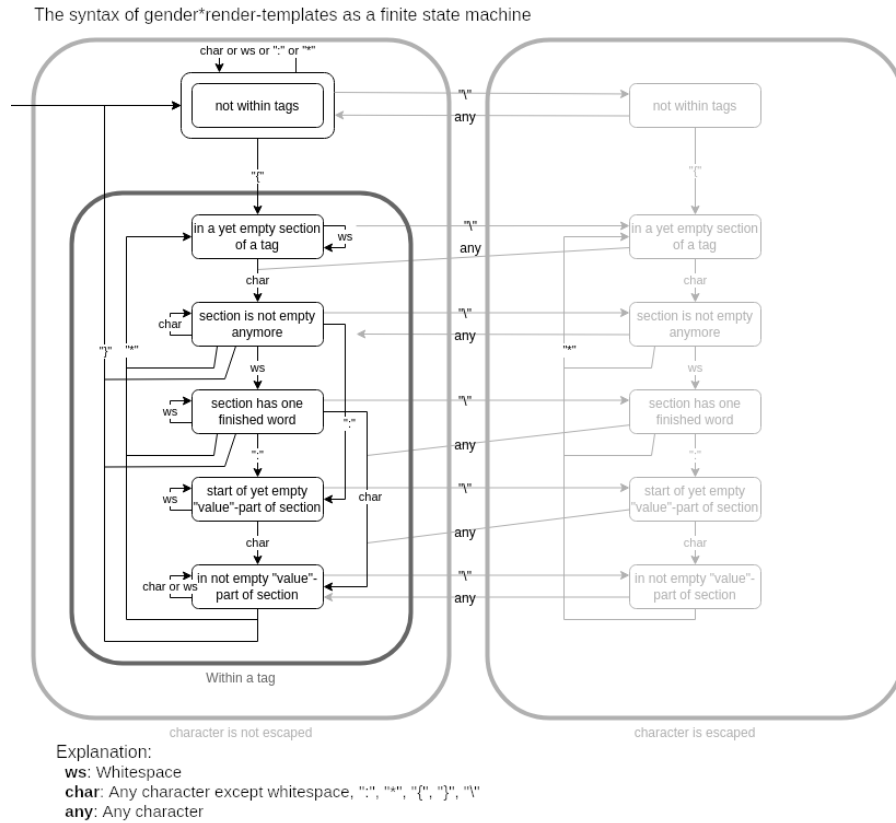 The syntax of gender*render-templates as a finite state machine
char or ws or ":" or "*"
not within tags
"\"
any
not within tags
"{"
"{"
in a yet empty section
of a tag
ws
"\"
any
in a yet empty section
of a tag
char
char
char
section is not empty
anymore
"\"
any
section is not empty
anymore
"}"
"*"
"*"
ws
ws
ws
section has one
finished word
"\"
any
section has one
finished word
":"
":"
":"
ws
start of yet empty
"value"-part of section
char
"\"
any
start of yet empty
"value"-part of section
char
char
char or ws
in not empty "value"-
part of section
"\"
any
in not empty "value"-
part of section
Within a tag
character is not escaped
character is escaped
Explanation:
ws: Whitespace
char: Any character except whitespace, ":", "*", "{", "}", "\"
any: Any character